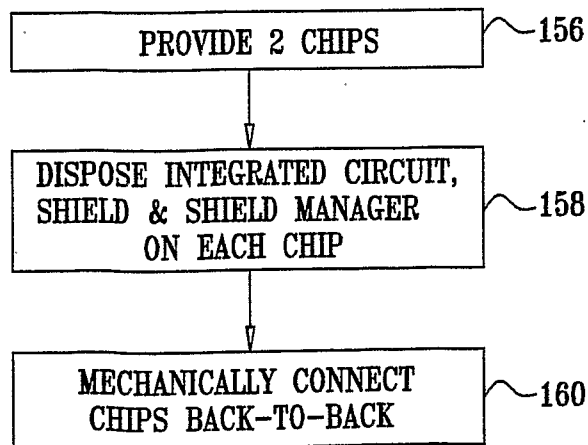 PROVIDE 2 CHIPS
156
DISPOSE INTEGRATED CIRCUIT,
SHIELD & SHIELD MANAGER
ON EACH CHIP
158
MECHANICALLY CONNECT
CHIPS BACK-TO-BACK
160